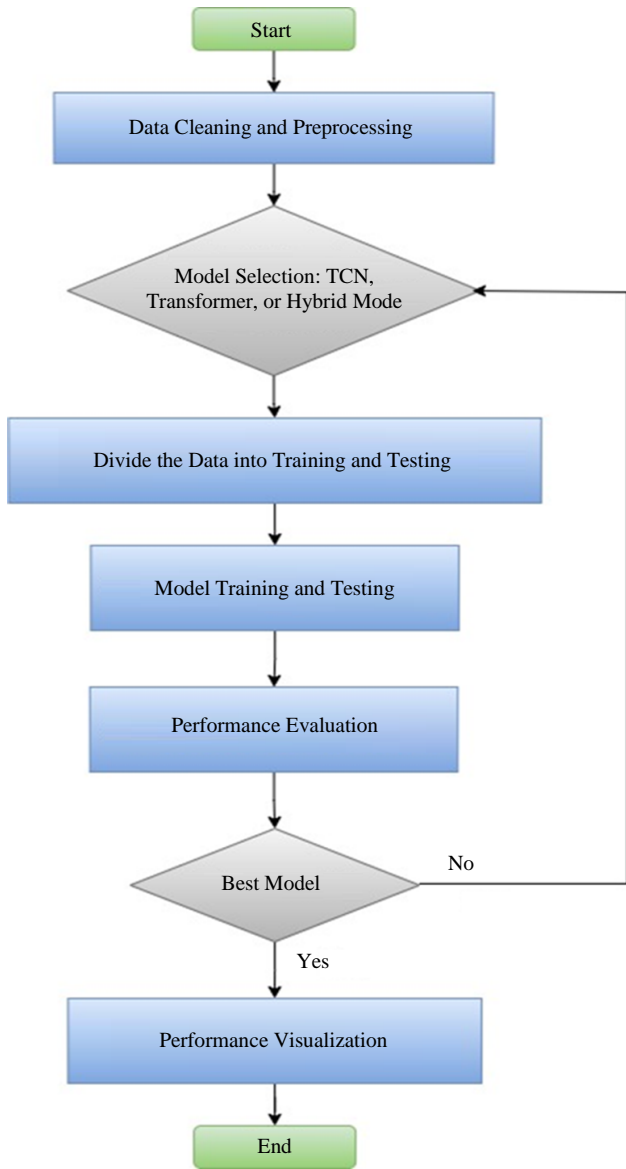 Start
Data Cleaning and Preprocessing
Model Selection: TCN,
Transformer, or Hybrid Mode
Divide the Data into Training and Testing
Model Training and Testing
Performance Evaluation
Best Model
No
Yes
Performance Visualization
End